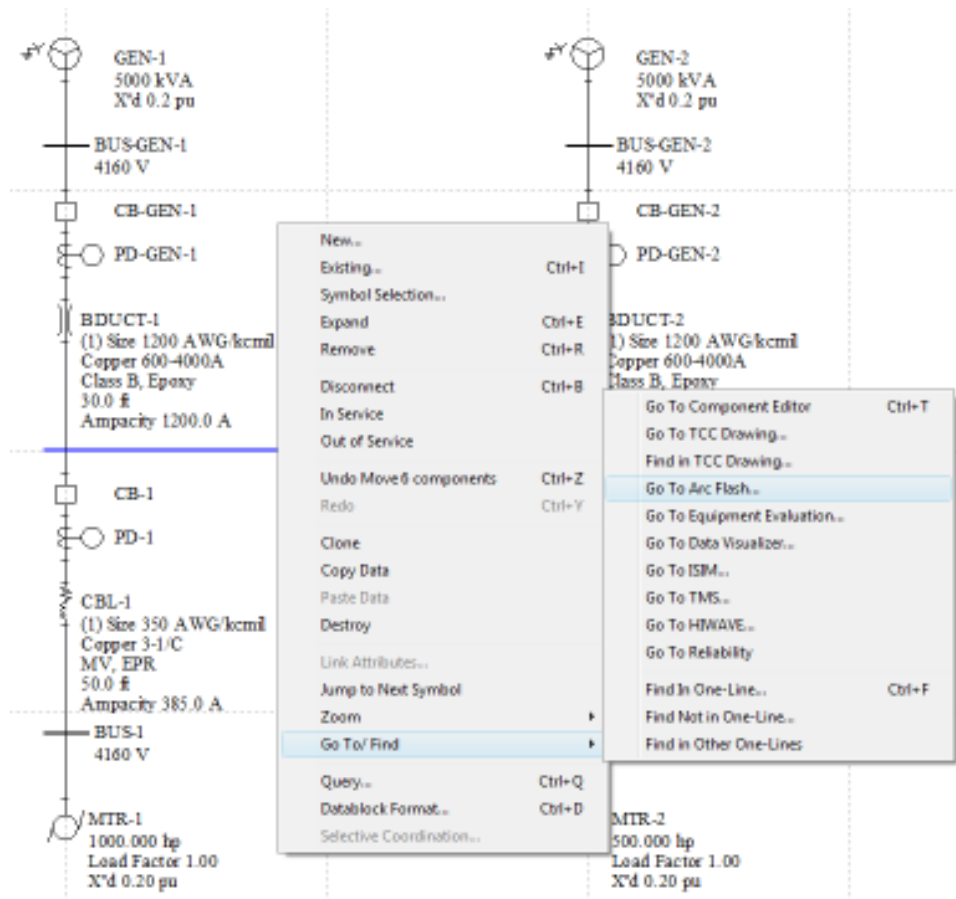 GEN-1
5000 kVA
X"d 0.2 pu
BUS-GEN-1
4160 V
CB-GEN-1
PD-GEN-1
BDUCT-1
(1) Size 1200 AWG/kcmil
Copper 600-4000A
Class B, Epoxy
30.0 ft
Ampacity 1200.0 A
CB-1
PD-1
CBL-1
(1) Size 350 AWG/kcmil
Copper 3-1/C
MV, EPR
50.0 ft
Ampacity 385.0 A
BUS-1
4160 V
MTR-1
1000.000 hp
Load Factor 1.00
X"d 0.20 pu
GEN-2
5000 kVA
X"d 0.2 pu
BUS-GEN-2
4160 V
CB-GEN-2
PD-GEN-2
BDUCT-2
1) Size 1200 AWG/kcmil
Copper 600-4000A
Class B, Epoxy
MTR-2
500.000 hp
Load Factor 1.00
X"d 0.20 pu
New...
Existing... Ctrl+I
Symbol Selection...
Expand Ctrl+E
Remove Ctrl+R
Disconnect Ctrl+B
In Service
Out of Service
Undo Move 6 components Ctrl+Z
Redo Ctrl+Y
Clone
Copy Data
Paste Data
Destroy
Link Attributes...
Jump to Next Symbol
Zoom
Go To/ Find
Query... Ctrl+Q
Datablock Format... Ctrl+D
Selective Coordination...
Go To Component Editor Ctrl+T
Go To TCC Drawing...
Find in TCC Drawing...
Go To Arc Flash...
Go To Equipment Evaluation...
Go To Data Visualizer...
Go To ISIM...
Go To TMS...
Go To HIWAVE...
Go To Reliability
Find In One-Line... Ctrl+F
Find Not in One-Line...
Find in Other One-Lines